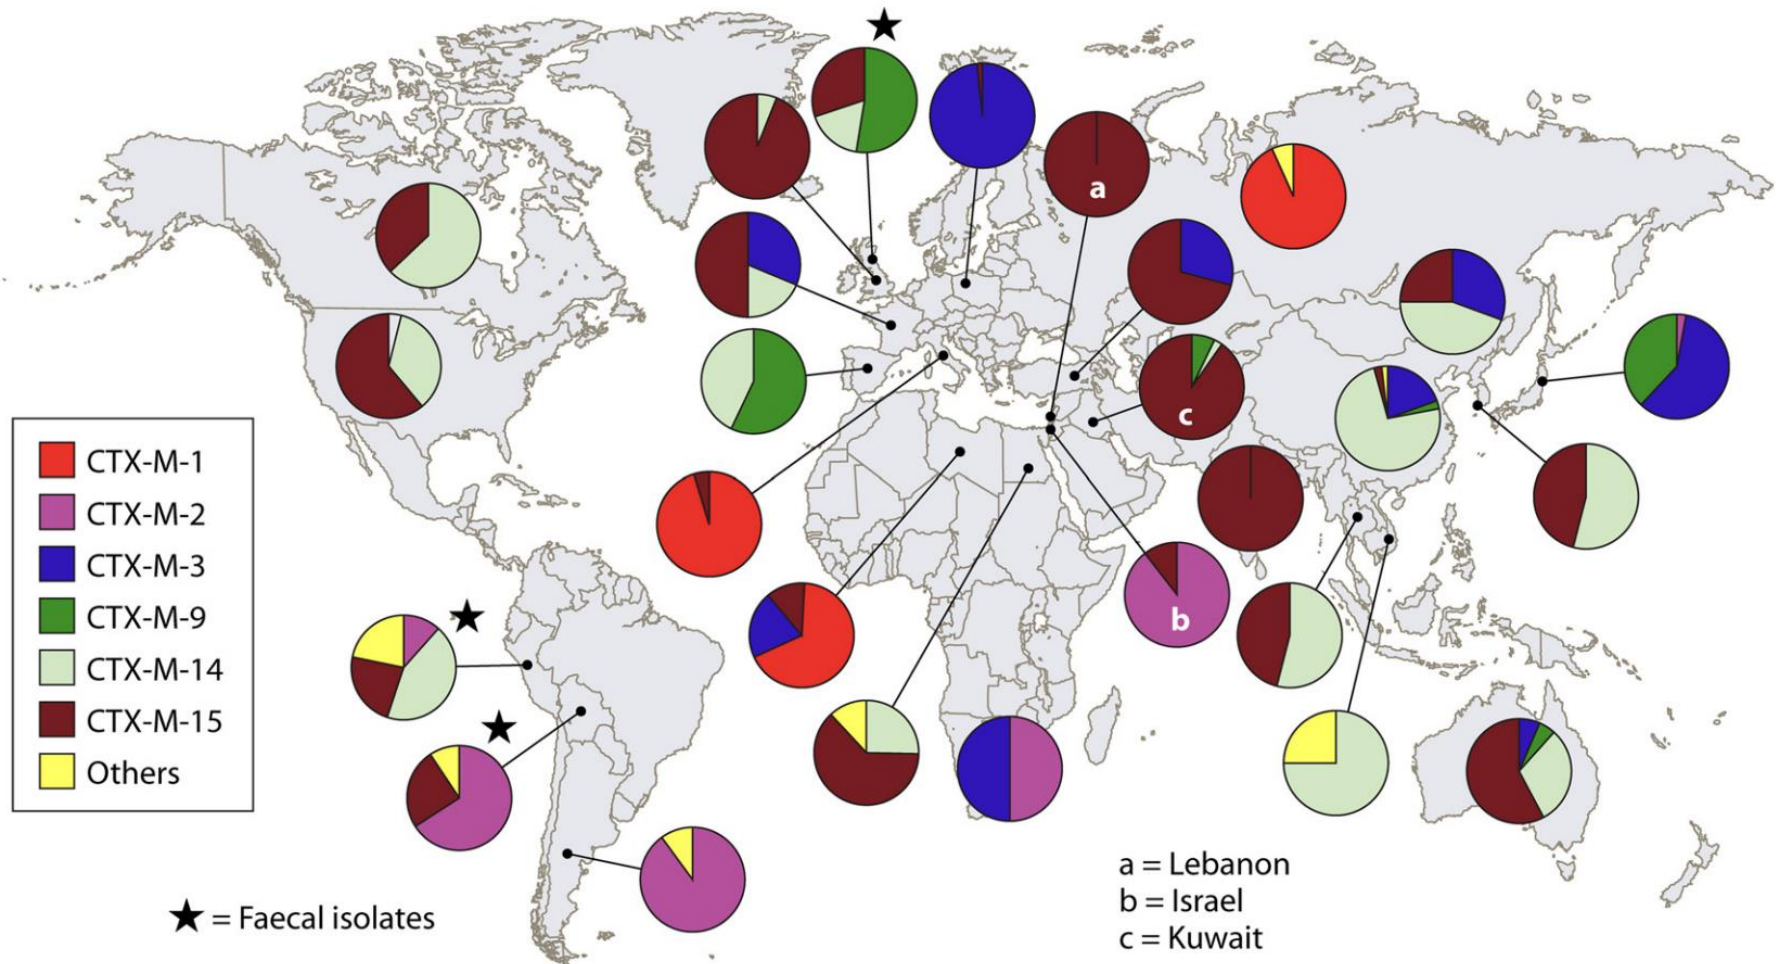 a
c
b
CTX-M-1
CTX-M-2
CTX-M-3
CTX-M-9
CTX-M-14
CTX-M-15
Others
★ = Faecal isolates
a = Lebanon
b = Israel
c = Kuwait